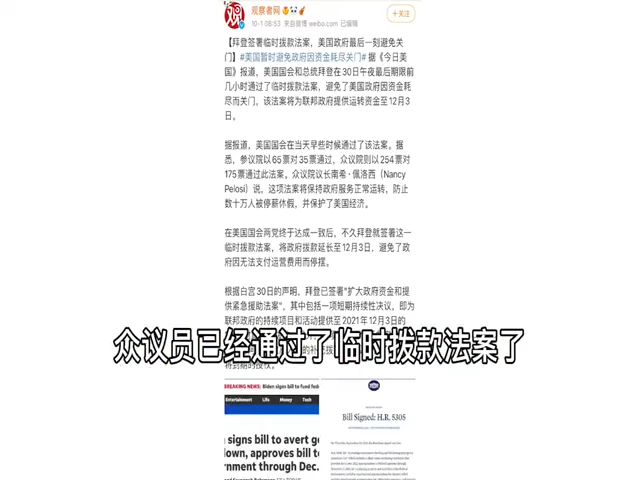 观察者网
10-1 08:53 来自微博 weibo.com 已编辑
+关注
【拜登签署临时拨款法案，美国政府最后一刻避免关
门】#美国暂时避免政府因资金耗尽关门# 据《今日美
国》报道，美国国会和总统拜登在30日午夜最后期限前
几小时通过了临时拨款法案，避免了美国政府因资金耗
尽而关门，该法案将为联邦政府提供运转资金至12月3
日。
据报道，美国国会在当天早些时候通过了该法案。据
悉，参议院以65票对35票通过，众议院则以254票对
175票通过此法案。众议院议长南希·佩洛西（Nancy
Pelosi）说，这项法案将保持政府服务正常运转，防止
数十万人被停薪休假，并保护了美国经济。
在美国国会两党终于达成一致后，不久拜登就签署这一
临时拨款法案，将政府拨款延长至12月3日，避免了政
府因无法支付运营费用而停摆。
根据白宫30日的声明，拜登已签署“扩大政府资金和提
供紧急援助法案”，其中包括一项短期持续性决议，即为
联邦政府的持续项目和活动提供至2021年12月3日的
众议员已经通过了临时拨款法案了
将到期的授权。
BREAKING NEWS: Biden signs bill to fund fede
Entertainment Life Money Tech
signs bill to avert go
down, approves bill to
rnment through Dec.
Bill Signed: H.R. 5305